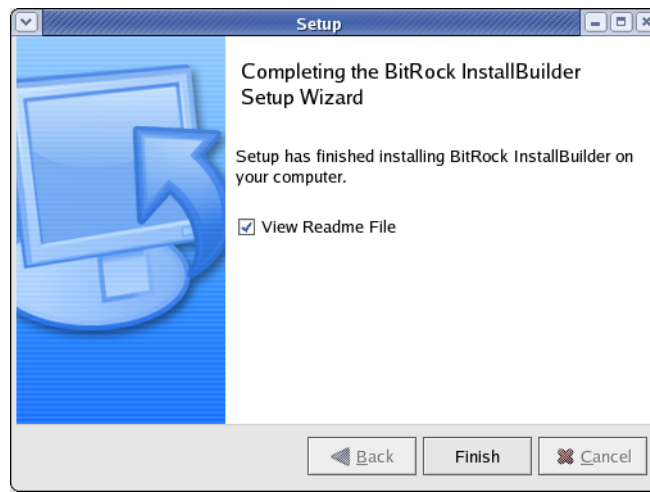 Setup
Completing the BitRock InstallBuilder
Setup Wizard
Setup has finished installing BitRock InstallBuilder on
your computer.
View Readme File
Back
Finish
Cancel